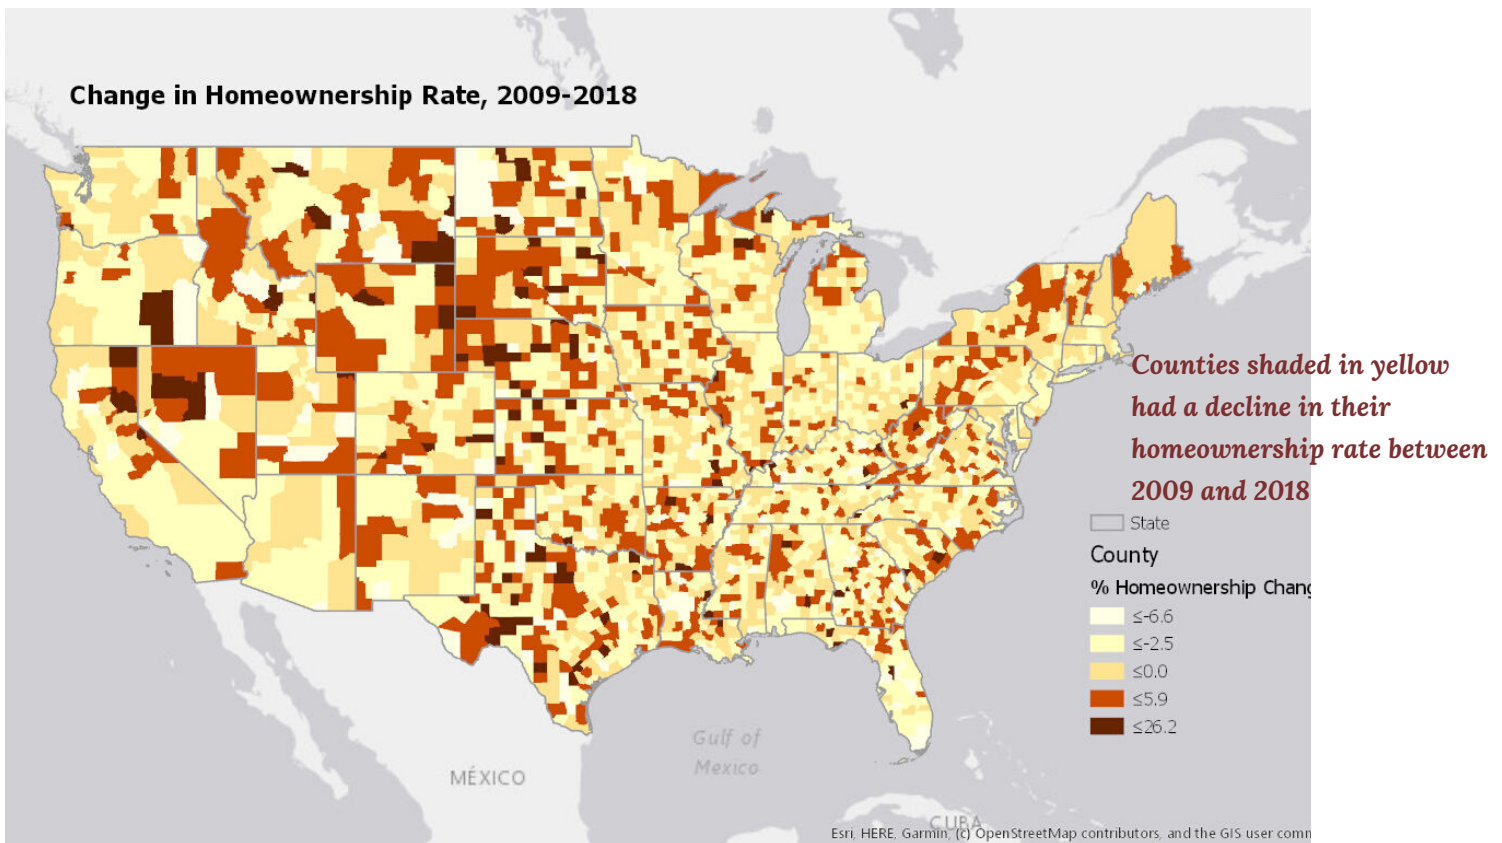 Change in Homeownership Rate, 2009-2018
Counties shaded in yellow
had a decline in their
homeownership rate between
2009 and 2018
State
County
% Homeownership Chang
≤-6.6
≤-2.5
≤0.0
≤5.9
≤26.2
Gulf of
Mexico
MÉXICO
CUBA
Esri, HERE, Garmin, (c) OpenStreetMap contributors, and the GIS user comm